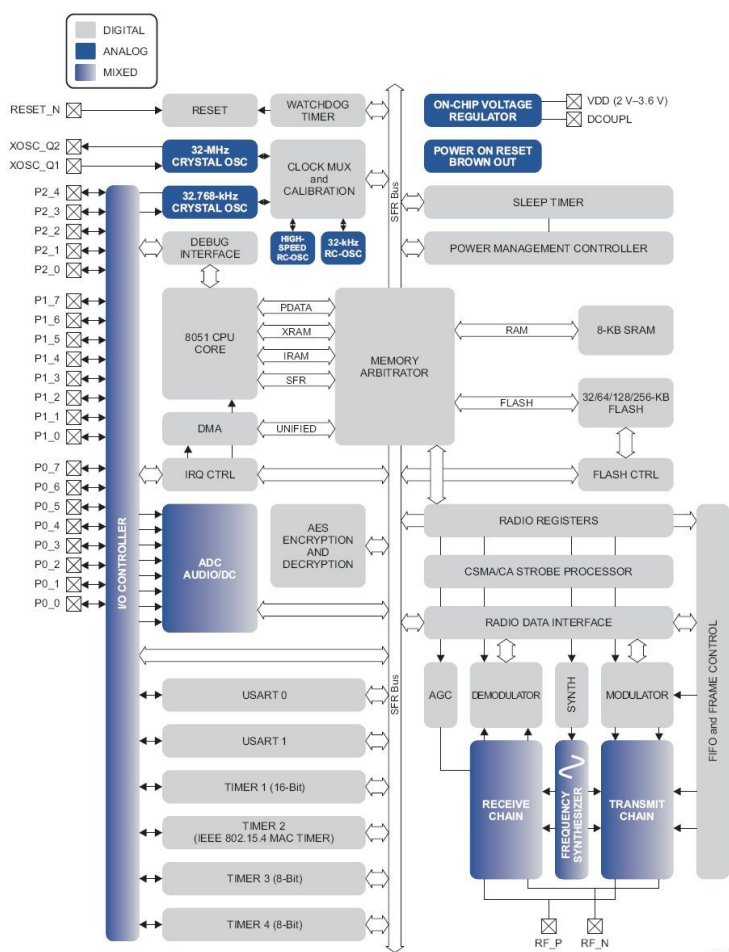 DIGITAL
ANALOG
MIXED
RESET_N
RESET
WATCHDOG
TIMER
ON-CHIP VOLTAGE
REGULATOR
VDD (2 V–3.6 V)
DCOUPL
XOSC_Q2
XOSC_Q1
32-MHz
CRYSTAL OSC
CLOCK MUX
and
CALIBRATION
POWER ON RESET
BROWN OUT
SFR Bus
P2_4
P2_3
P2_2
P2_1
P2_0
32.768-kHz
CRYSTAL OSC
SLEEP TIMER
DEBUG
INTERFACE
HIGH-
SPEED
RC-OSC
32-kHz
RC-OSC
POWER MANAGEMENT CONTROLLER
P1_7
P1_6
P1_5
P1_4
P1_3
P1_2
P1_1
P1_0
8051 CPU
CORE
PDATA
XRAM
IRAM
SFR
MEMORY
ARBITRATOR
RAM
8-KB SRAM
DMA
UNIFIED
FLASH
32/64/128/256-KB
FLASH
IRQ CTRL
FLASH CTRL
P0_7
P0_6
P0_5
P0_4
P0_3
P0_2
P0_1
P0_0
I/O CONTROLLER
ADC
AUDIO/DC
AES
ENCRYPTION
AND
DECRYPTION
RADIO REGISTERS
CSMA/CA STROBE PROCESSOR
RADIO DATA INTERFACE
FIFO and FRAME CONTROL
SFR Bus
AGC
DEMODULATOR
SYNTH
MODULATOR
USART 0
USART 1
TIMER 1 (16-Bit)
TIMER 2
(IEEE 802.15.4 MAC TIMER)
TIMER 3 (8-Bit)
TIMER 4 (8-Bit)
RECEIVE
CHAIN
FREQUENCY
SYNTHESIZER
TRANSMIT
CHAIN
RF_P
RF_N